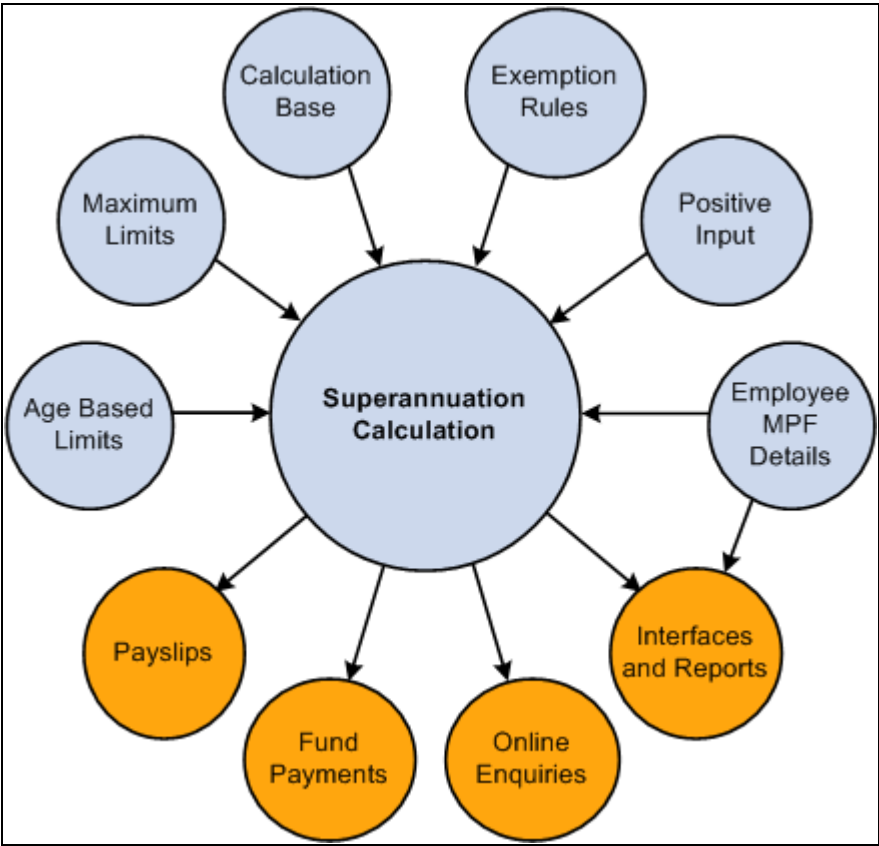 Calculation
Base
Exemption
Rules
Maximum
Limits
Positive
Input
Age Based
Limits
Superannuation
Calculation
Employee
MPF
Details
Payslips
Fund
Payments
Online
Enquiries
Interfaces
and Reports